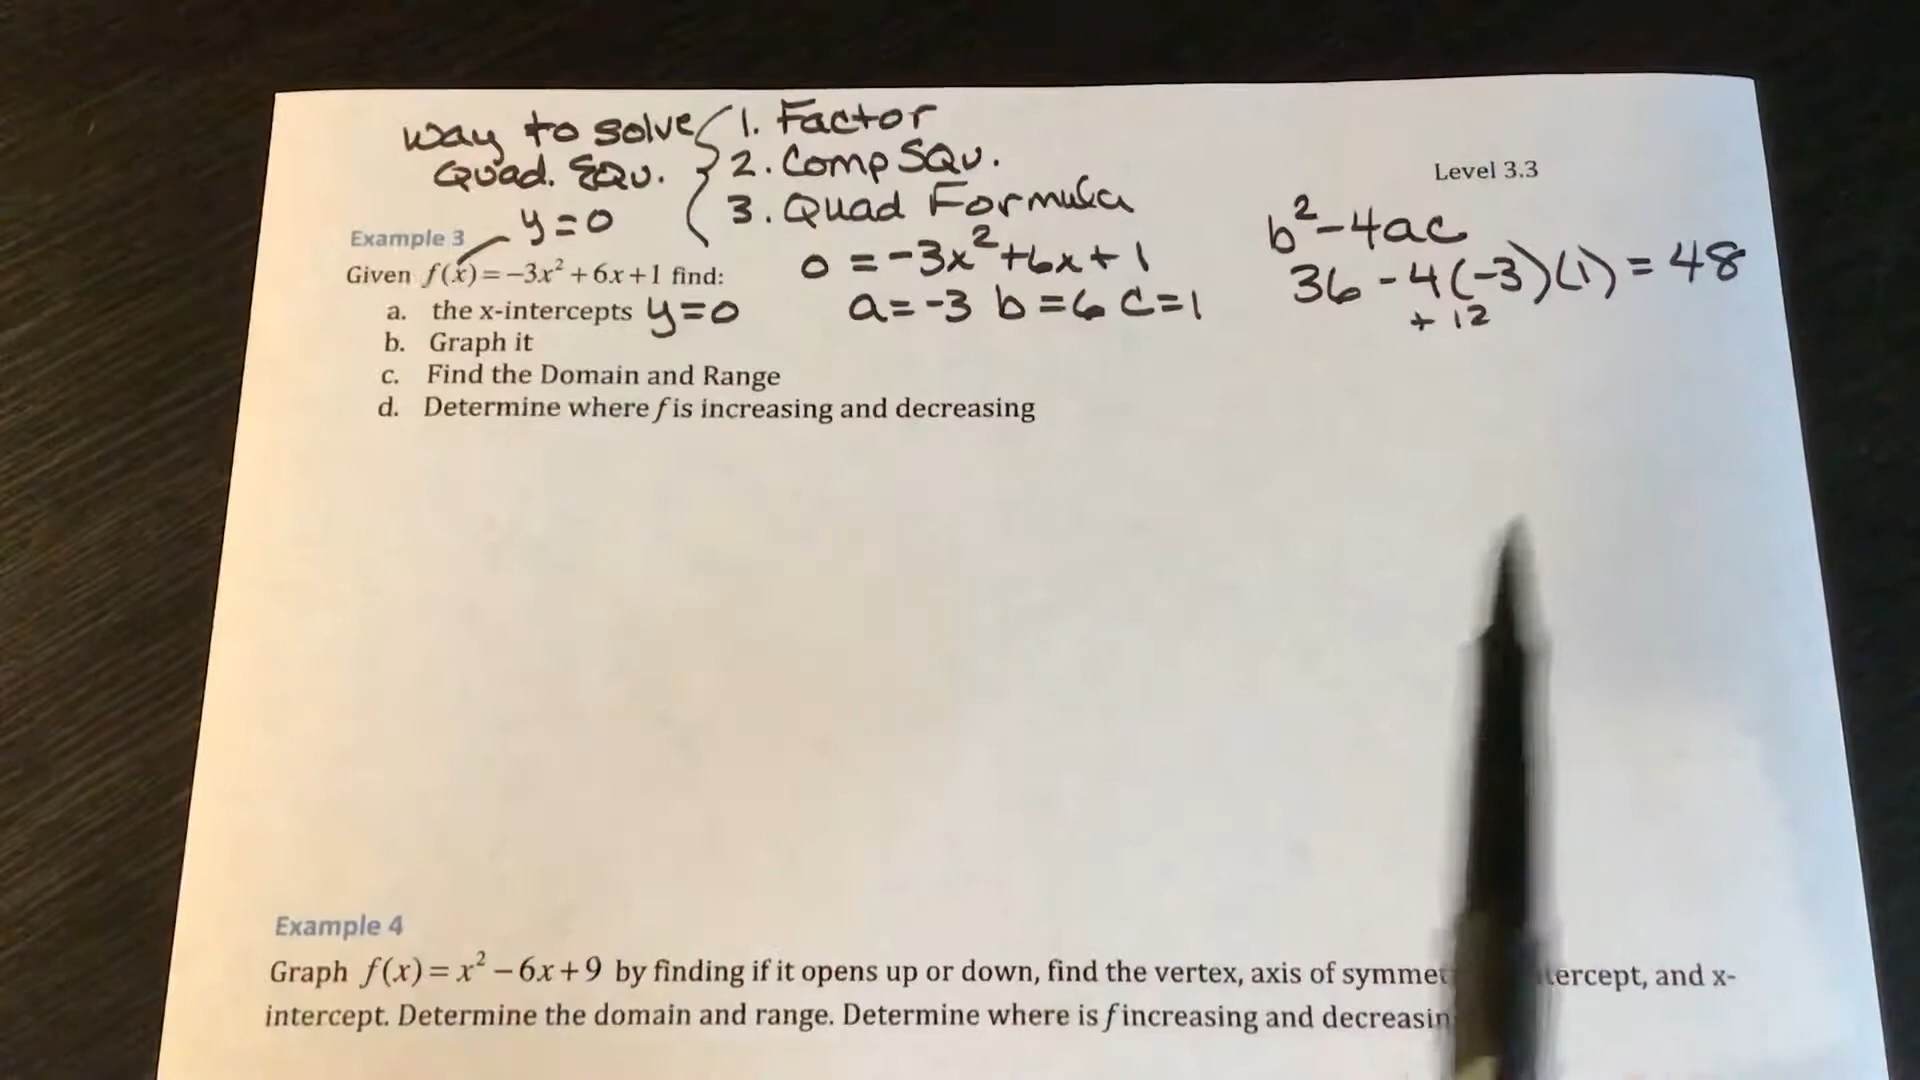 way to solve
Quad. EQU.
1. Factor
2. Comp SQU.
3. Quad Formula
Level 3.3
y=0
Example 3
Given f(x)=−3x²+6x+1 find:
0=-3x²+6x+1
b²-4ac
36-4(-3)(1)=48
+12
a. the x-intercepts y=0
a=-3 b=6 c=1
b. Graph it
c. Find the Domain and Range
d. Determine where f is increasing and decreasing
Example 4
Graph f(x)=x²−6x+9 by finding if it opens up or down, find the vertex, axis of and x-
intercept. Determine the domain and range. Determine where is f increasing and